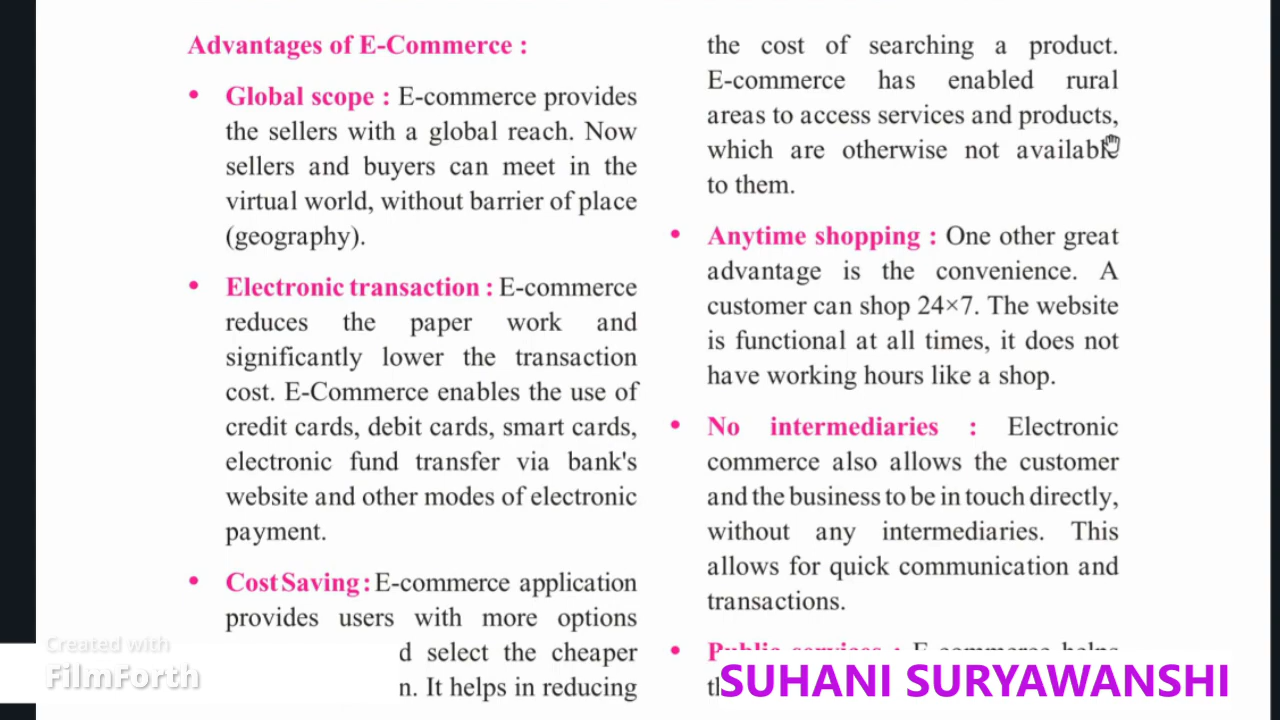 Advantages of E-Commerce :
• Global scope : E-commerce provides
the sellers with a global reach. Now
sellers and buyers can meet in the
virtual world, without barrier of place
(geography).
• Electronic transaction : E-commerce
reduces the paper work and
significantly lower the transaction
cost. E-Commerce enables the use of
credit cards, debit cards, smart cards,
electronic fund transfer via bank's
website and other modes of electronic
payment.
• Cost Saving : E-commerce application
provides users with more options
d select the cheaper
n. It helps in reducing
the cost of searching a product.
E-commerce has enabled rural
areas to access services and products,
which are otherwise not available
to them.
• Anytime shopping : One other great
advantage is the convenience. A
customer can shop 24×7. The website
is functional at all times, it does not
have working hours like a shop.
• No intermediaries : Electronic
commerce also allows the customer
and the business to be in touch directly,
without any intermediaries. This
allows for quick communication and
transactions.
• Public services : E-commerce helps
Created with
FilmForth
SUHANI SURYAWANSHI